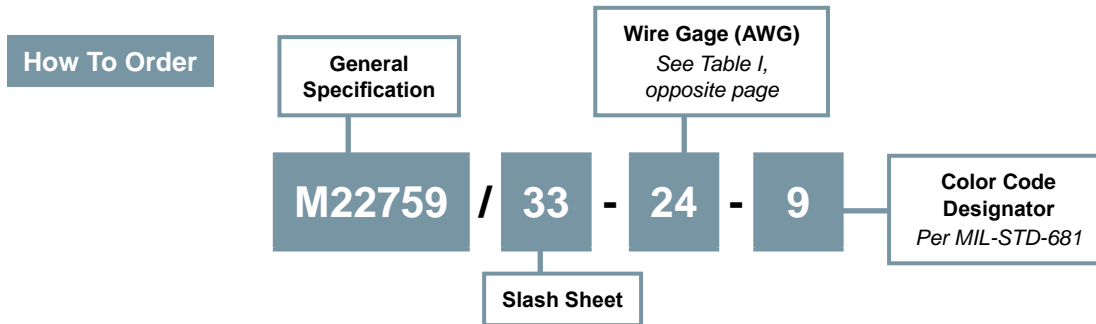 How To Order
General
Specification
Wire Gage (AWG)
See Table I,
opposite page
M22759 / 33 - 24 - 9
Color Code
Designator
Per MIL-STD-681
Slash Sheet